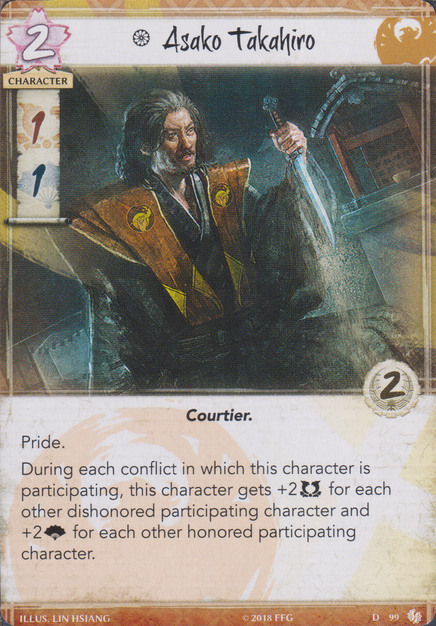 2
Asako Takahiro
CHARACTER
1
1
2
Courtier.
Pride.
During each conflict in which this character is
participating, this character gets +2 for each
other dishonored participating character and
+2 for each other honored participating
character.
ILLUS. LIN HSIANG
© 2018 FFG
D 99